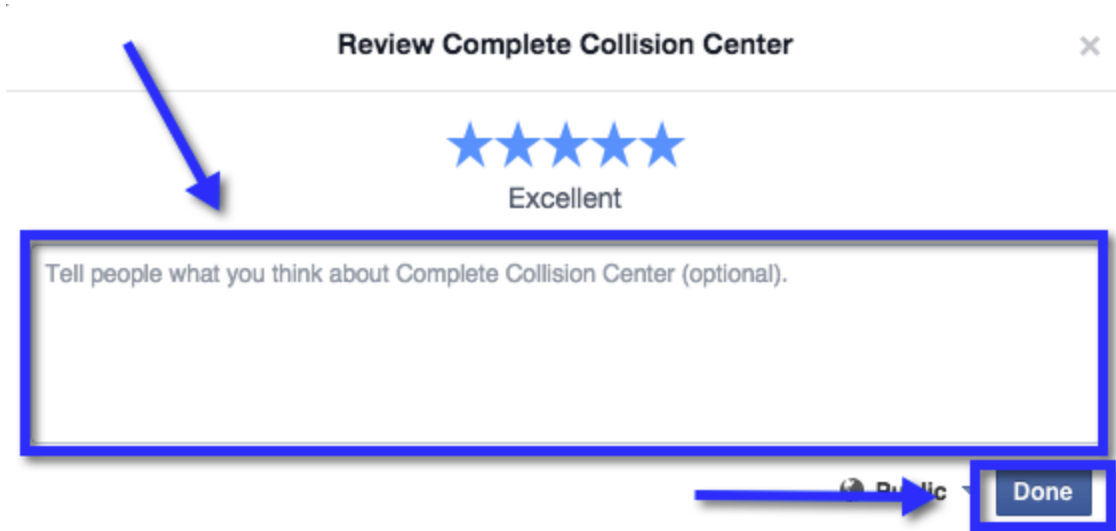 Review Complete Collision Center
Excellent
Tell people what you think about Complete Collision Center (optional).
Done